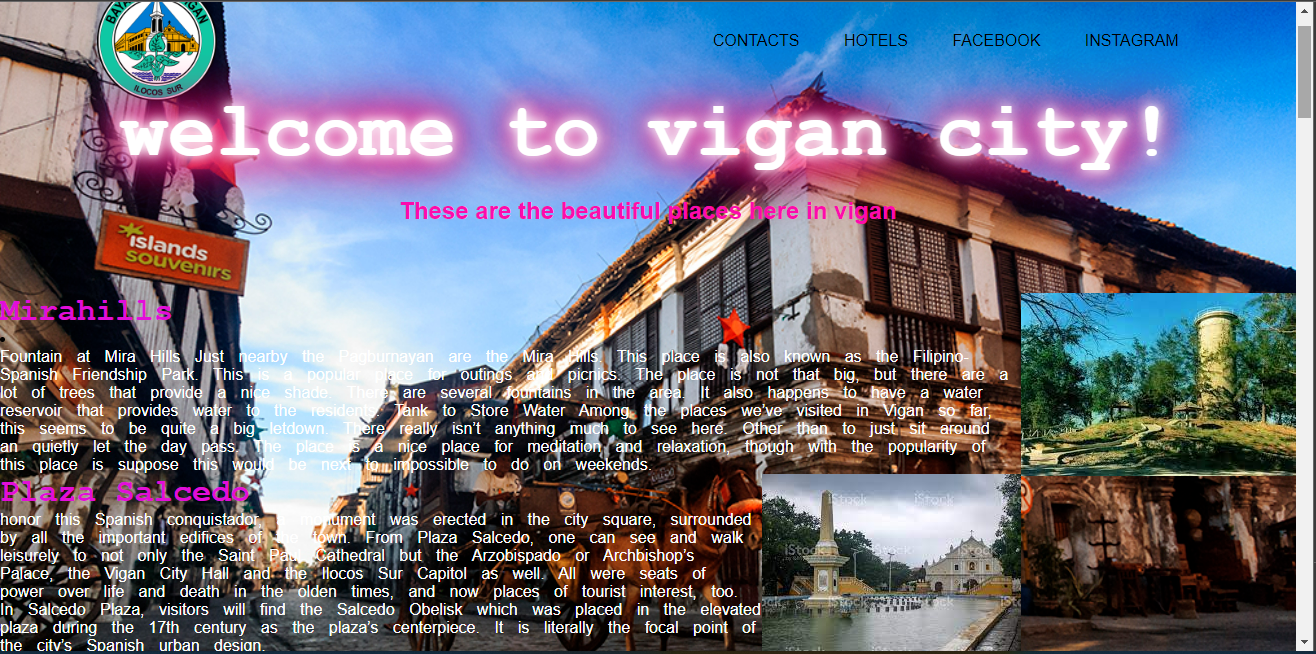 BAYAN VIGAN
ILOCOS SUR
CONTACTS HOTELS FACEBOOK INSTAGRAM
welcome to vigan city!
These are the beautiful places here in vigan
islands
souvenirs
Mirahills
Fountain at Mira Hills Just nearby the Pagburnayan are the Mira Hills. This place is also known as the Filipino-
Spanish Friendship Park. This is a popular place for outings and picnics. The place is not that big, but there are a
lot of trees that provide a nice shade. There are several fountains in the area. It also happens to have a water
reservoir that provides water to the residents. Tank to Store Water Among the places we've visited in Vigan so far,
this seems to be quite a big letdown. There really isn't anything much to see here. Other than to just sit around
an quietly let the day pass. The place is a nice place for meditation and relaxation, though with the popularity of
this place is suppose this would be next to impossible to do on weekends.
Plaza Salcedo
honor this Spanish conquistador, a monument was erected in the city square, surrounded
by all the important edifices of the town. From Plaza Salcedo, one can see and walk
leisurely to not only the Saint Paul Cathedral but the Arzobispado or Archbishop's
Palace, the Vigan City Hall and the Ilocos Sur Capitol as well. All were seats of
power over life and death in the olden times, and now places of tourist interest, too.
In Salcedo Plaza, visitors will find the Salcedo Obelisk which was placed in the elevated
plaza during the 17th century as the plaza's centerpiece. It is literally the focal point of
the city's Spanish urban design.
iStock iStock
iStock iStock
iStock